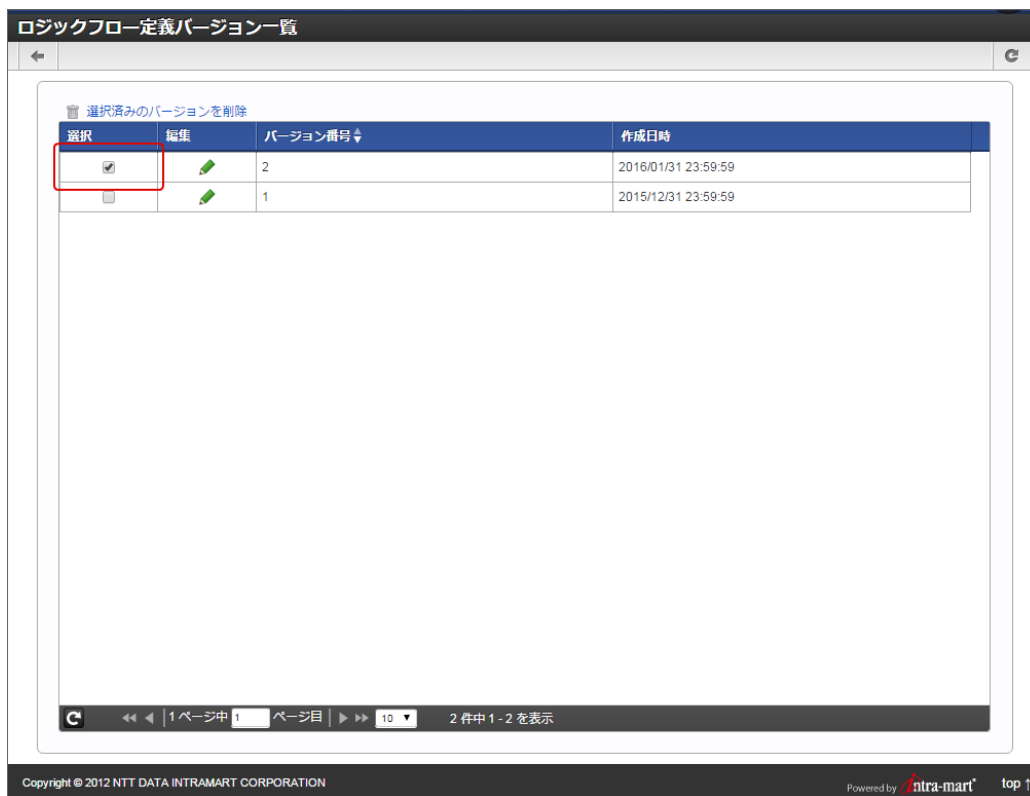 ロジックフロー定義バージョン一覧
選択済みのバージョンを削除
選択 編集 バージョン番号 作成日時
2 2016/01/31 23:59:59
1 2015/12/31 23:59:59
1 ページ中 1 ページ目 10 2 件中 1 - 2 を表示
Copyright © 2012 NTT DATA INTRAMART CORPORATION Powered by intra-mart top ↑